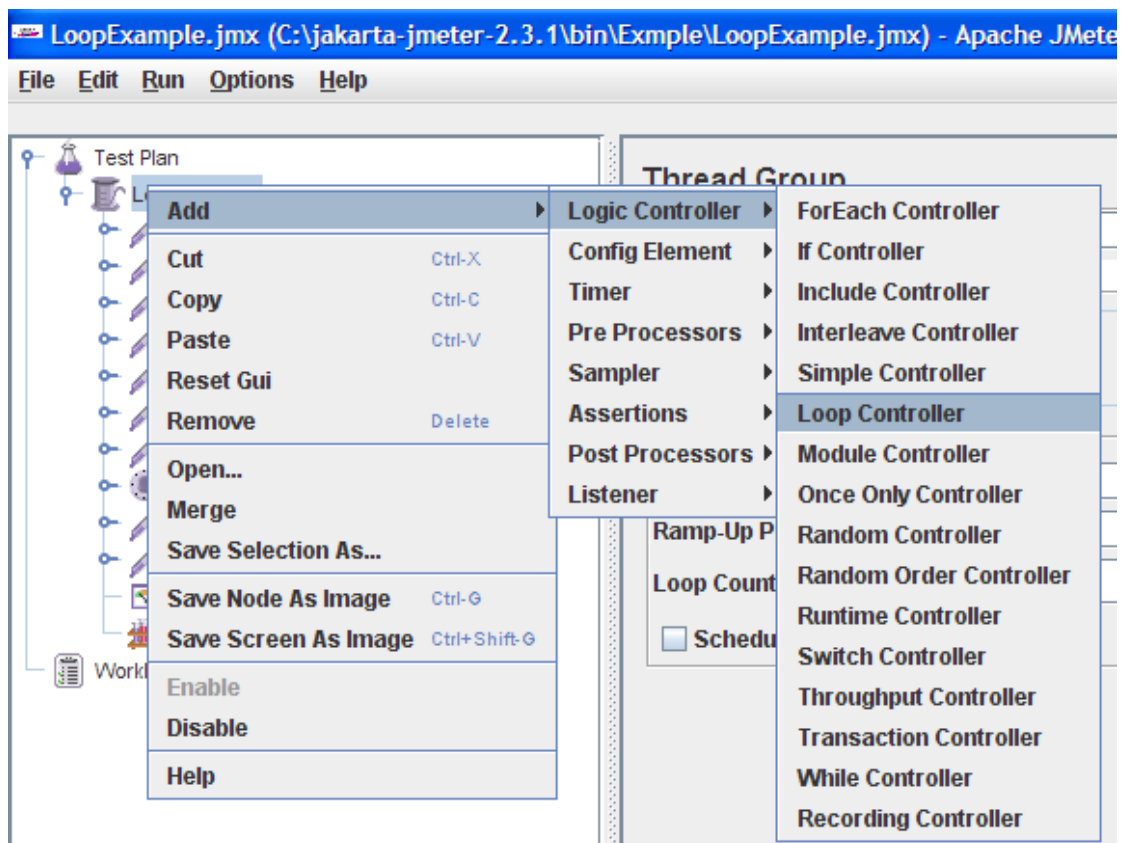 LoopExample.jmx (C:\jakarta-jmeter-2.3.1\bin\Exmple\LoopExample.jmx) - Apache JMete
File Edit Run Options Help
Test Plan
Thread Group
Add
Cut Ctrl-X
Copy Ctrl-C
Paste Ctrl-V
Reset Gui
Remove Delete
Open...
Merge
Save Selection As...
Save Node As Image Ctrl-G
Save Screen As Image Ctrl+Shift-G
Enable
Disable
Help
Logic Controller
Config Element
Timer
Pre Processors
Sampler
Assertions
Post Processors
Listener
ForEach Controller
If Controller
Include Controller
Interleave Controller
Simple Controller
Loop Controller
Module Controller
Once Only Controller
Random Controller
Random Order Controller
Runtime Controller
Switch Controller
Throughput Controller
Transaction Controller
While Controller
Recording Controller
Ramp-Up P
Loop Count
Schedu
Work